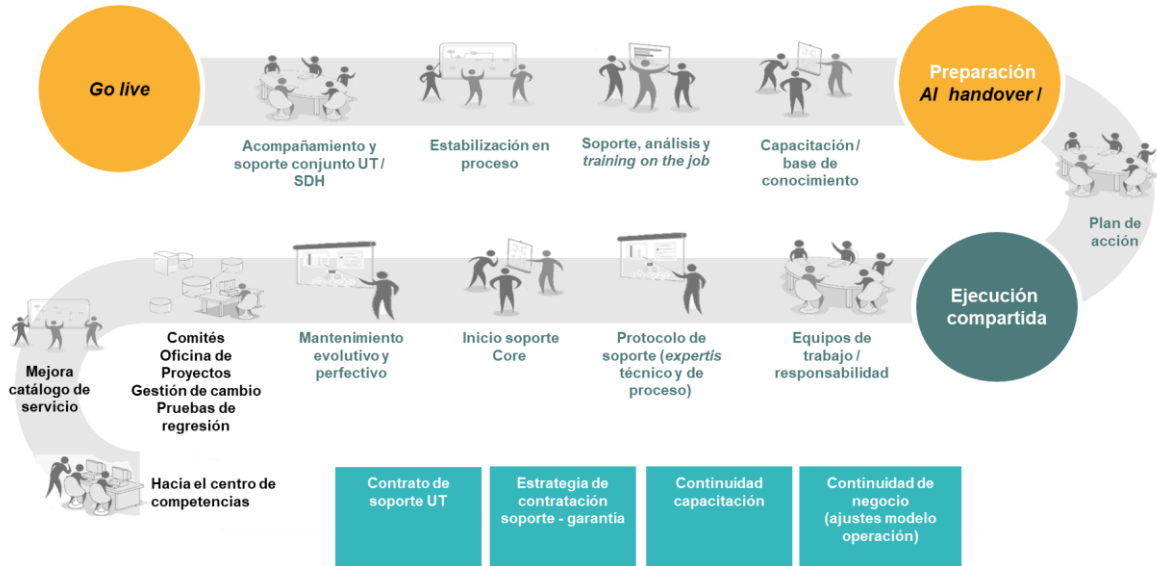 Go live
Acompañamiento y
soporte conjunto UT /
SDH
Estabilización en
proceso
Soporte, análisis y
training on the job
Capacitación /
base de
conocimiento
Preparación
Al handover /
Plan de
acción
Ejecución
compartida
Equipos de
trabajo /
responsabilidad
Protocolo de
soporte (expertis
técnico y de
proceso)
Inicio soporte
Core
Mantenimiento
evolutivo y
perfectivo
Comités
Oficina de
Proyectos
Gestión de cambio
Pruebas de
regresión
Mejora
catálogo de
servicio
Hacia el centro de
competencias
Contrato de
soporte UT
Estrategia de
contratación
soporte - garantía
Continuidad
capacitación
Continuidad de
negocio
(ajustes modelo
operación)